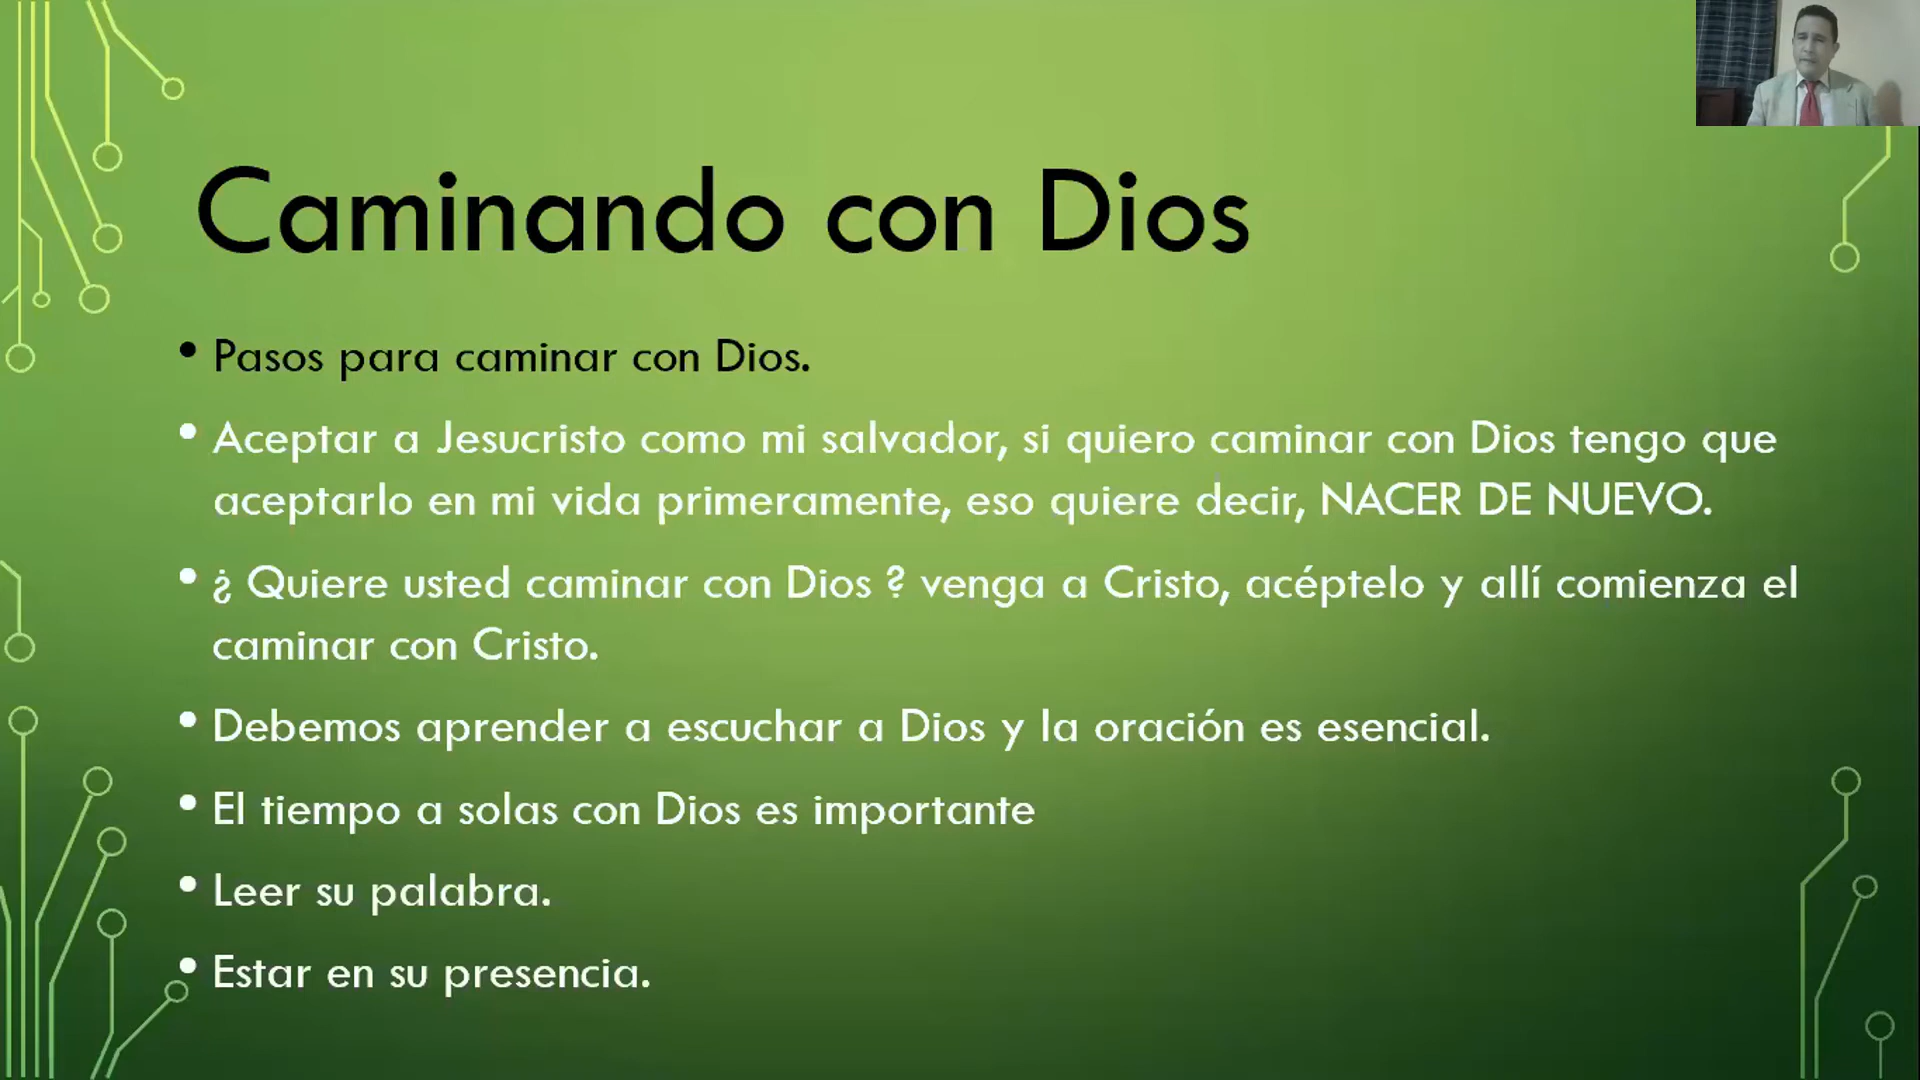 Caminando con Dios
• Pasos para caminar con Dios.
• Aceptar a Jesucristo como mi salvador, si quiero caminar con Dios tengo que
aceptarlo en mi vida primeramente, eso quiere decir, NACER DE NUEVO.
• ¿ Quiere usted caminar con Dios ? venga a Cristo, acéptelo y allí comienza el
caminar con Cristo.
• Debemos aprender a escuchar a Dios y la oración es esencial.
• El tiempo a solas con Dios es importante
• Leer su palabra.
• Estar en su presencia.